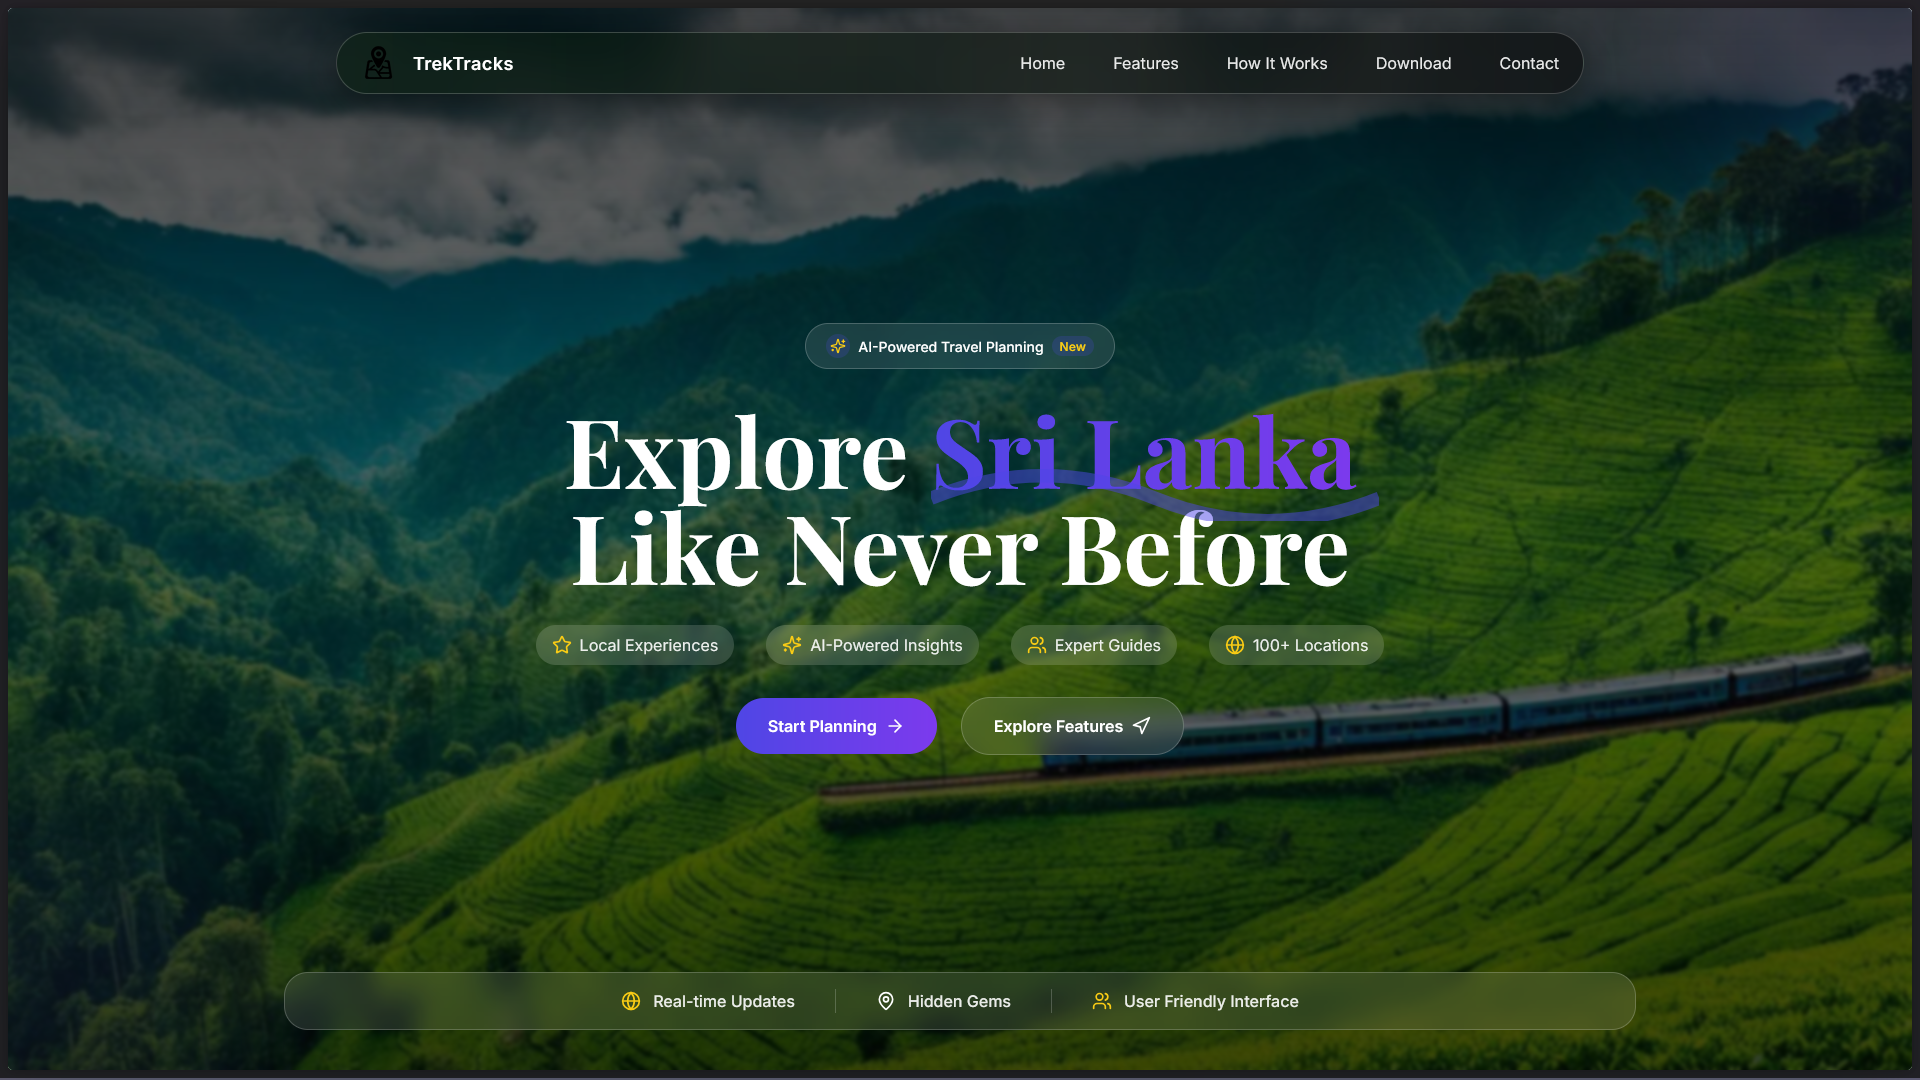 TrekTracks
Home Features How It Works Download Contact
AI-Powered Travel Planning New
Explore Sri Lanka
Like Never Before
Local Experiences AI-Powered Insights Expert Guides 100+ Locations
Start Planning Explore Features
Real-time Updates Hidden Gems User Friendly Interface